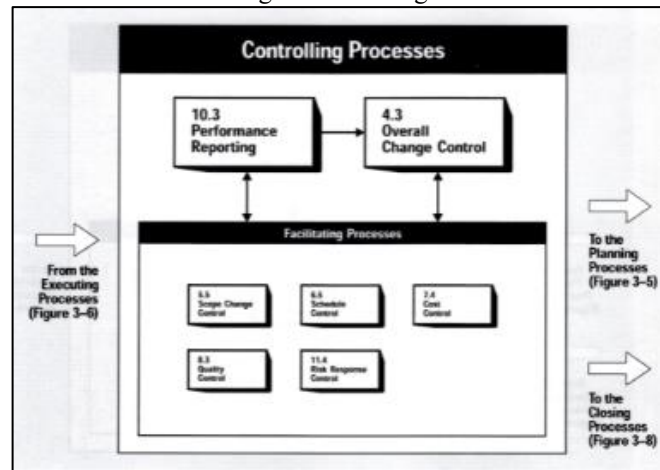 Controlling Processes
10.3
Performance
Reporting
4.3
Overall
Change Control
Facilitating Processes
From the
Executing
Processes
(Figure 3–6)
5.5
Scope Change
Control
6.5
Schedule
Control
7.4
Cost
Control
8.3
Quality
Control
11.4
Risk Response
Control
To the
Planning
Processes
(Figure 3–5)
To the
Closing
Processes
(Figure 3–8)